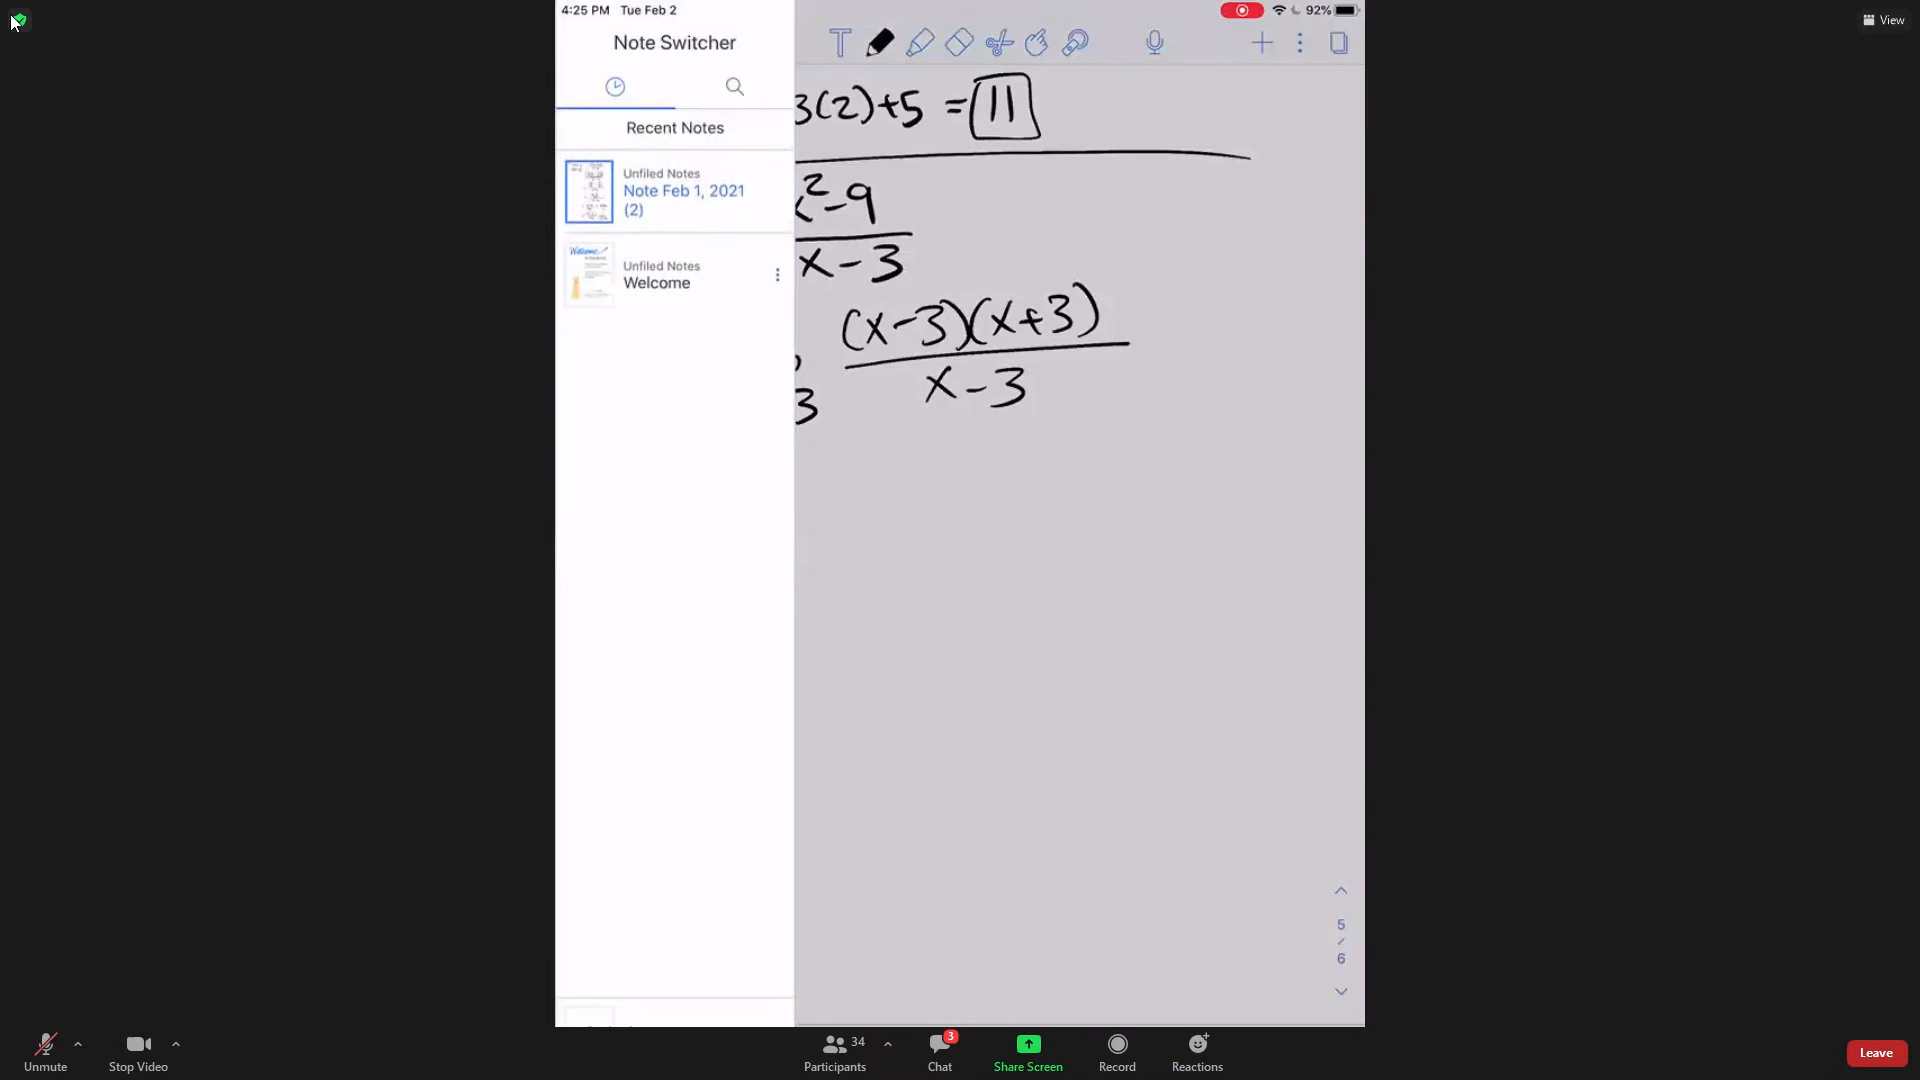 4:25 PM Tue Feb 2
92%
View
Note Switcher
Recent Notes
Unfiled Notes
Note Feb 1, 2021
(2)
Unfiled Notes
Welcome
3(2)+5 = 11
x²-9
x-3
(x-3)(x+3)
x-3
3
5
6
Unmute
Stop Video
34
Participants
3
Chat
Share Screen
Record
Reactions
Leave